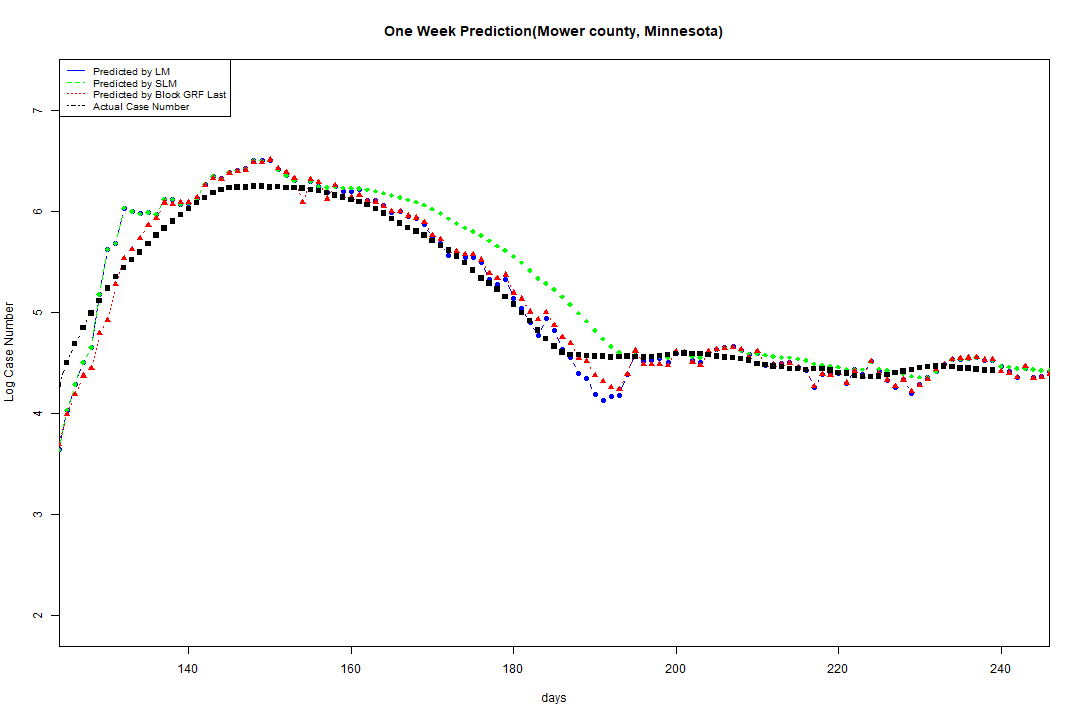 One Week Prediction(Mower county, Minnesota)
Predicted by LM
Predicted by SLM
Predicted by Block GRF Last
Actual Case Number
7
6
5
4
3
2
Log Case Number
140 160 180 200 220 240
days